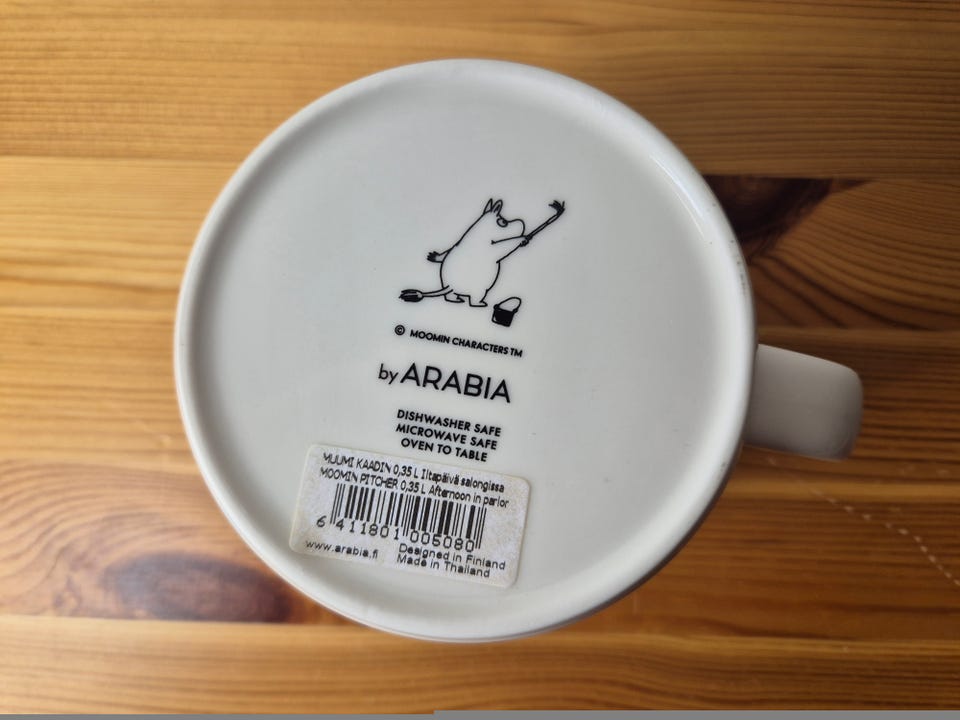 © MOOMIN CHARACTERS TM
by ARABIA
DISHWASHER SAFE
MICROWAVE SAFE
OVEN TO TABLE
MUUMI KAADIN 0,35 L Iltapäivä salongissa
MOOMIN PITCHER 0,35 L Afternoon in parlor
6 411801 005080
www.arabia.fi Designed in Finland
Made in Thailand